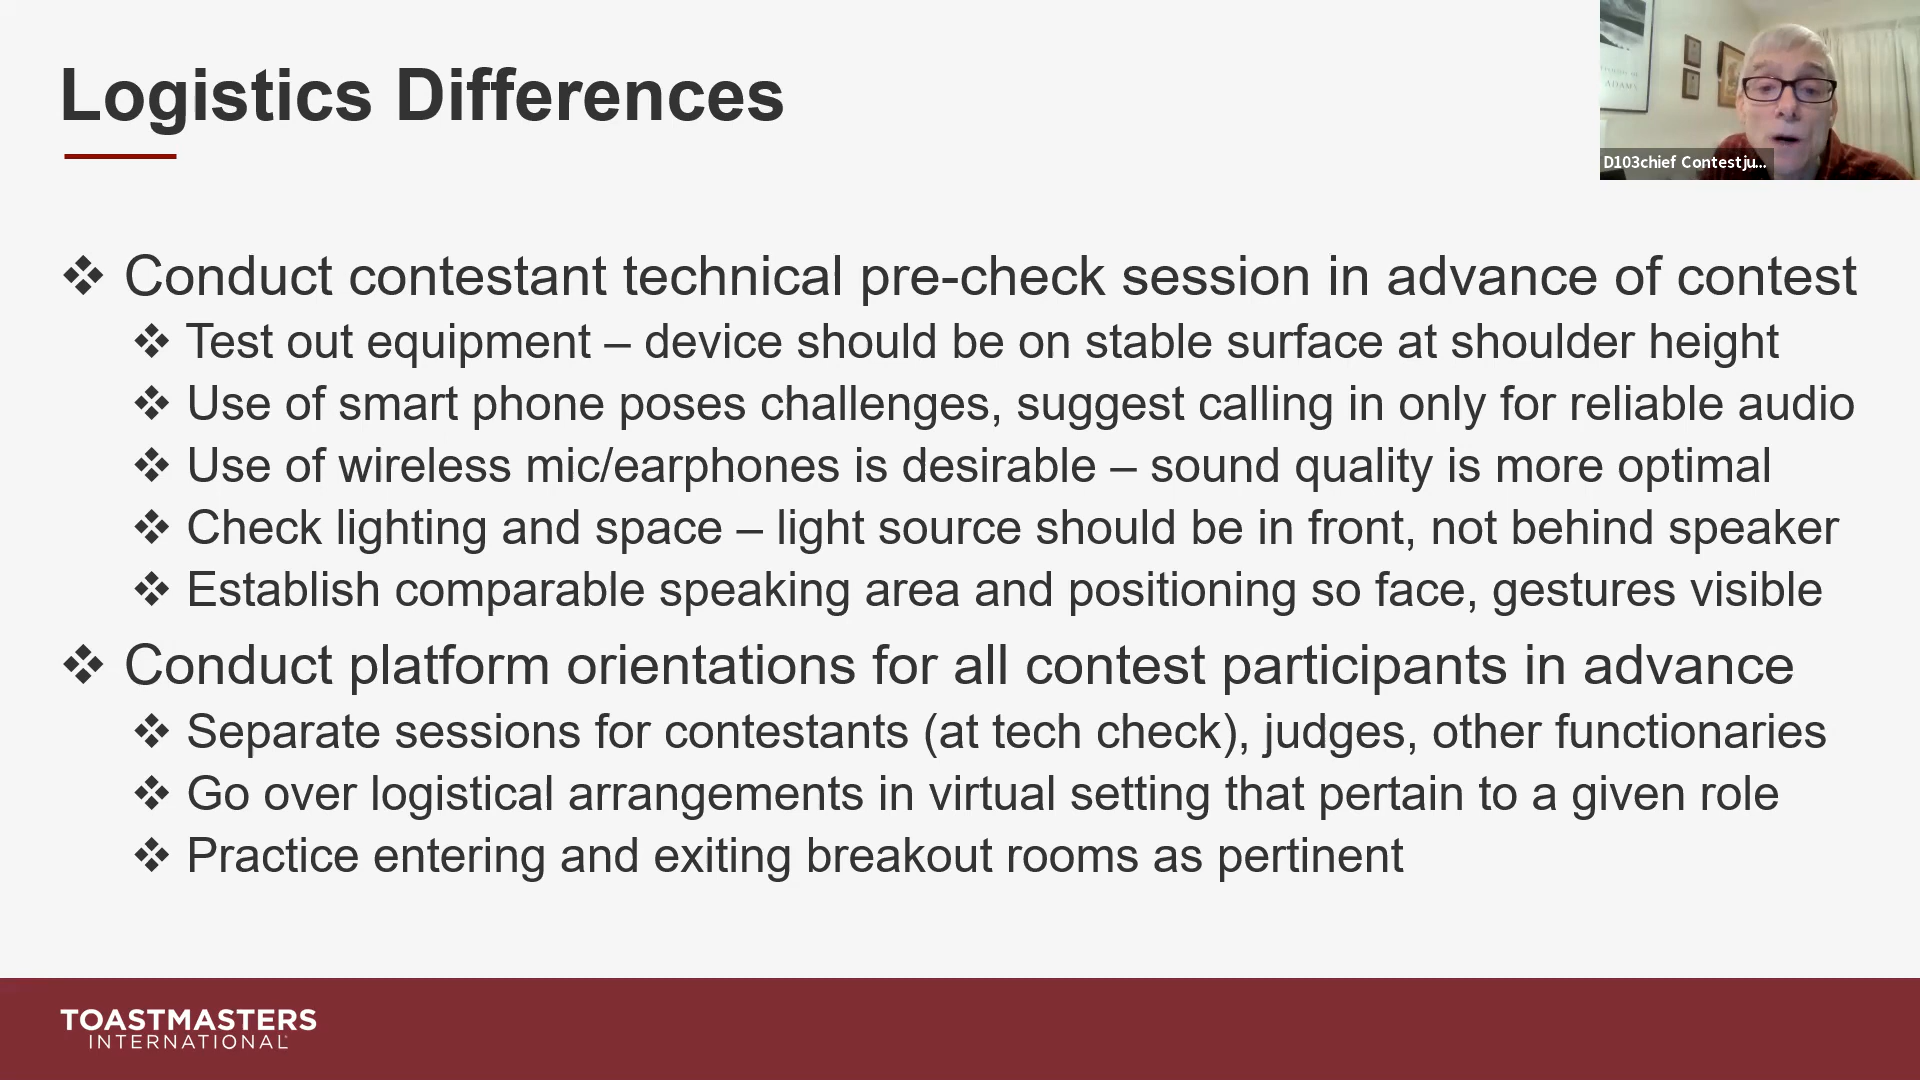 Logistics Differences
D103chief Contestju...
❖ Conduct contestant technical pre-check session in advance of contest
❖ Test out equipment – device should be on stable surface at shoulder height
❖ Use of smart phone poses challenges, suggest calling in only for reliable audio
❖ Use of wireless mic/earphones is desirable – sound quality is more optimal
❖ Check lighting and space – light source should be in front, not behind speaker
❖ Establish comparable speaking area and positioning so face, gestures visible
❖ Conduct platform orientations for all contest participants in advance
❖ Separate sessions for contestants (at tech check), judges, other functionaries
❖ Go over logistical arrangements in virtual setting that pertain to a given role
❖ Practice entering and exiting breakout rooms as pertinent
TOASTMASTERS
INTERNATIONAL